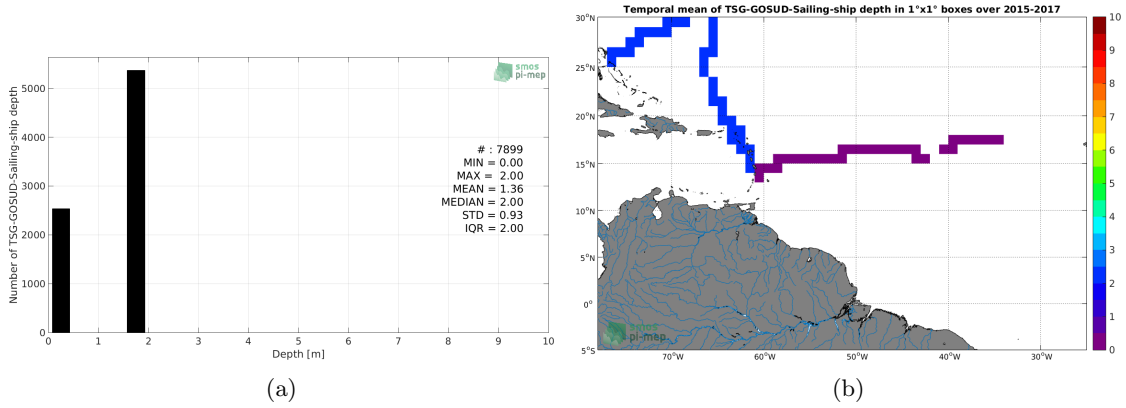 Temporal mean of TSG-GOSUD-Sailing-ship depth in 1°x1° boxes over 2015-2017
smos
pi-mep
Number of TSG-GOSUD-Sailing-ship depth
5000
4000
3000
2000
1000
0
# : 7899
MIN = 0.00
MAX = 2.00
MEAN = 1.36
MEDIAN = 2.00
STD = 0.93
IQR = 2.00
0 1 2 3 4 5 6 7 8 9 10
Depth [m]
(a)
30°N
25°N
20°N
15°N
10°N
5°N
0°
5°S
70°W 60°W 50°W 40°W 30°W
smos
pi-mep
10
9
8
7
6
5
4
3
2
1
0
(b)